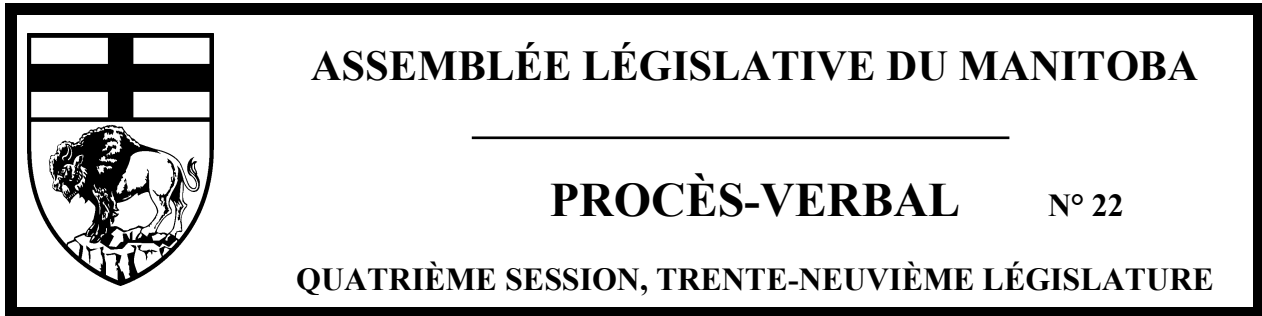 ASSEMBLÉE LÉGISLATIVE DU MANITOBA
PROCÈS-VERBAL N° 22
QUATRIÈME SESSION, TRENTE-NEUVIÈME LÉGISLATURE